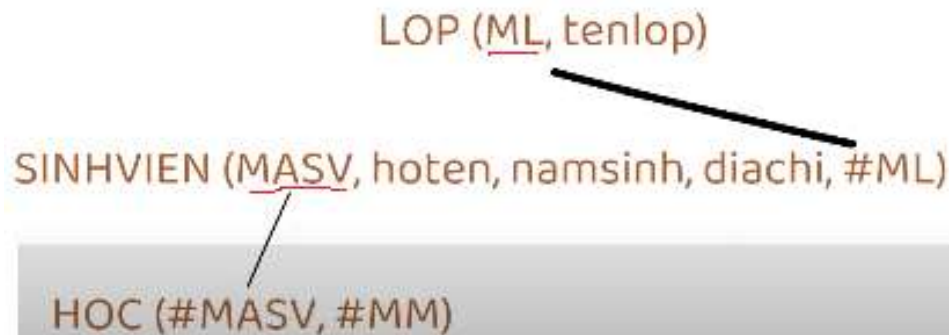 LOP (ML, tenlop)
SINHVIEN (MASV, hoten, namsinh, diachi, #ML)
HOC (#MASV, #MM)